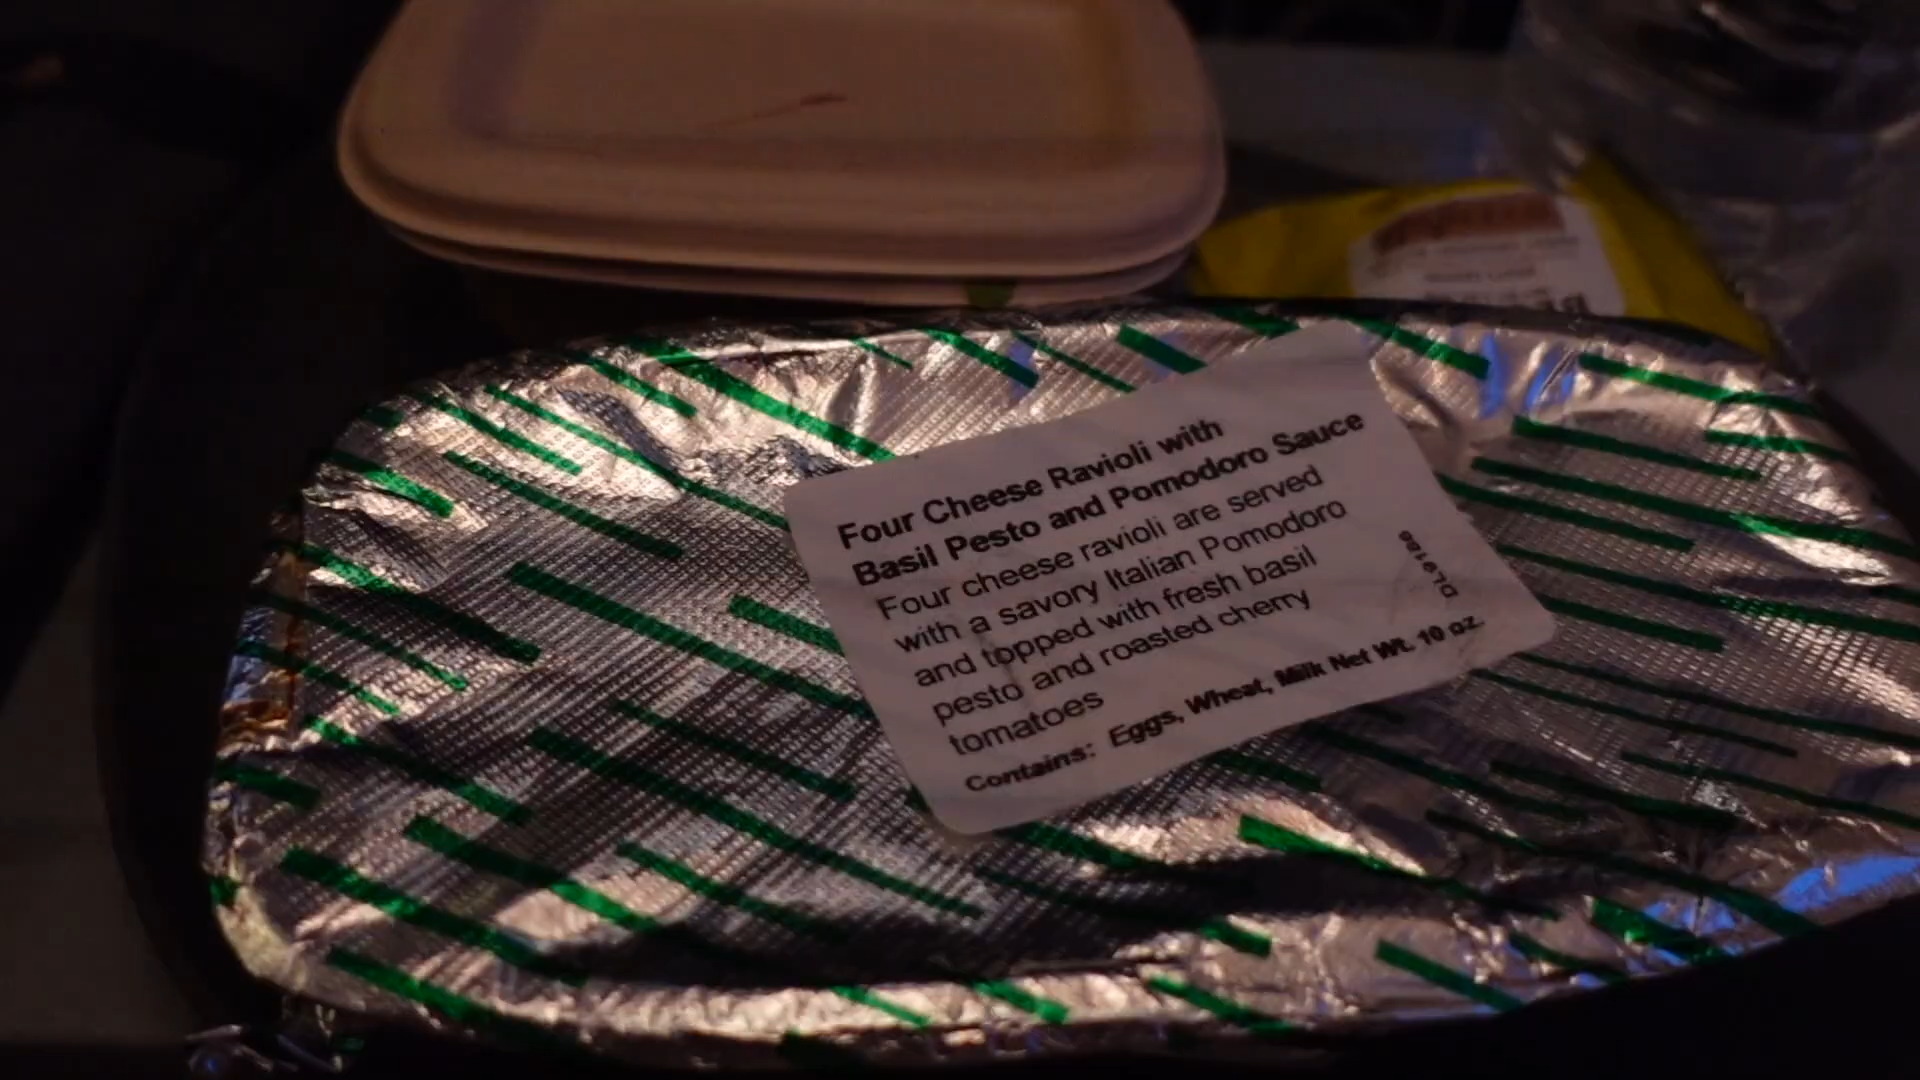 Four Cheese Ravioli with
Basil Pesto and Pomodoro Sauce
Four cheese ravioli are served
with a savory Italian Pomodoro
and topped with fresh basil
pesto and roasted cherry
tomatoes
Contains: Eggs, Wheat, Milk Net Wt. 10 oz.